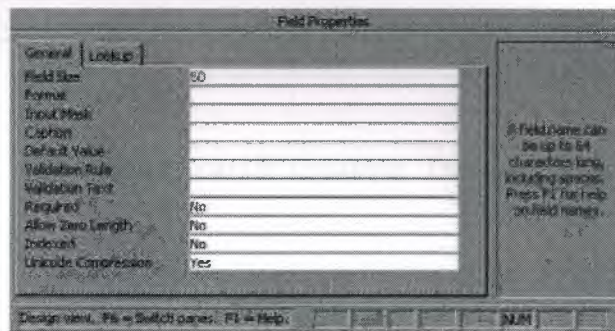 Field Properties
General Lookup
Field Size 50
Format
Input Mask
Caption
Default Value
Validation Rule
Validation Text
Required No
Allow Zero Length No
Indexed No
Unicode Compression Yes
A field name can
be up to 64
characters long,
including spaces.
Press F1 for help
on field names.
Design view. F6 = Switch panes. F1 = Help. NUM